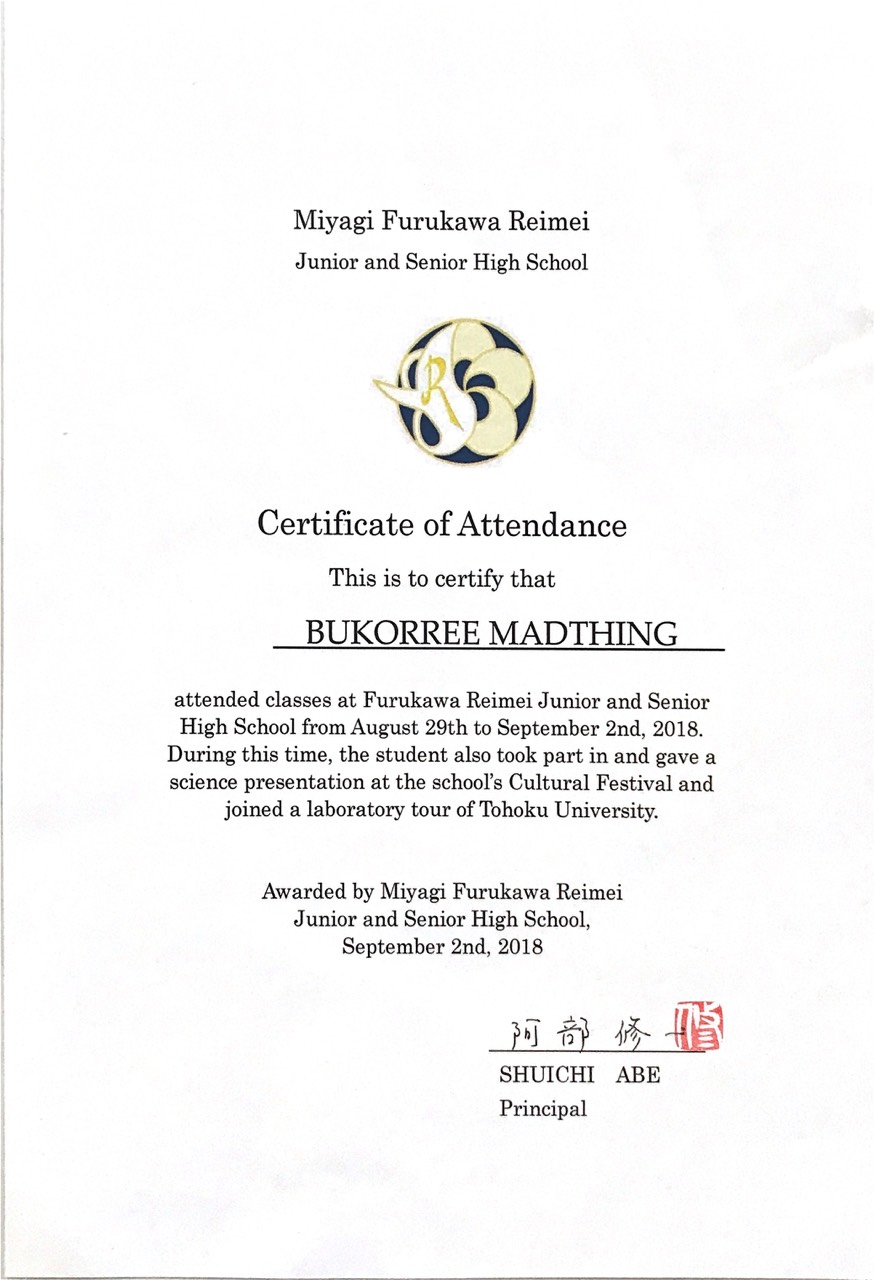 Miyagi Furukawa Reimei
Junior and Senior High School
R
Certificate of Attendance
This is to certify that
BUKORREE MADTHING
attended classes at Furukawa Reimei Junior and Senior
High School from August 29th to September 2nd, 2018.
During this time, the student also took part in and gave a
science presentation at the school's Cultural Festival and
joined a laboratory tour of Tohoku University.
Awarded by Miyagi Furukawa Reimei
Junior and Senior High School,
September 2nd, 2018
阿部 修一
SHUICHI ABE
Principal